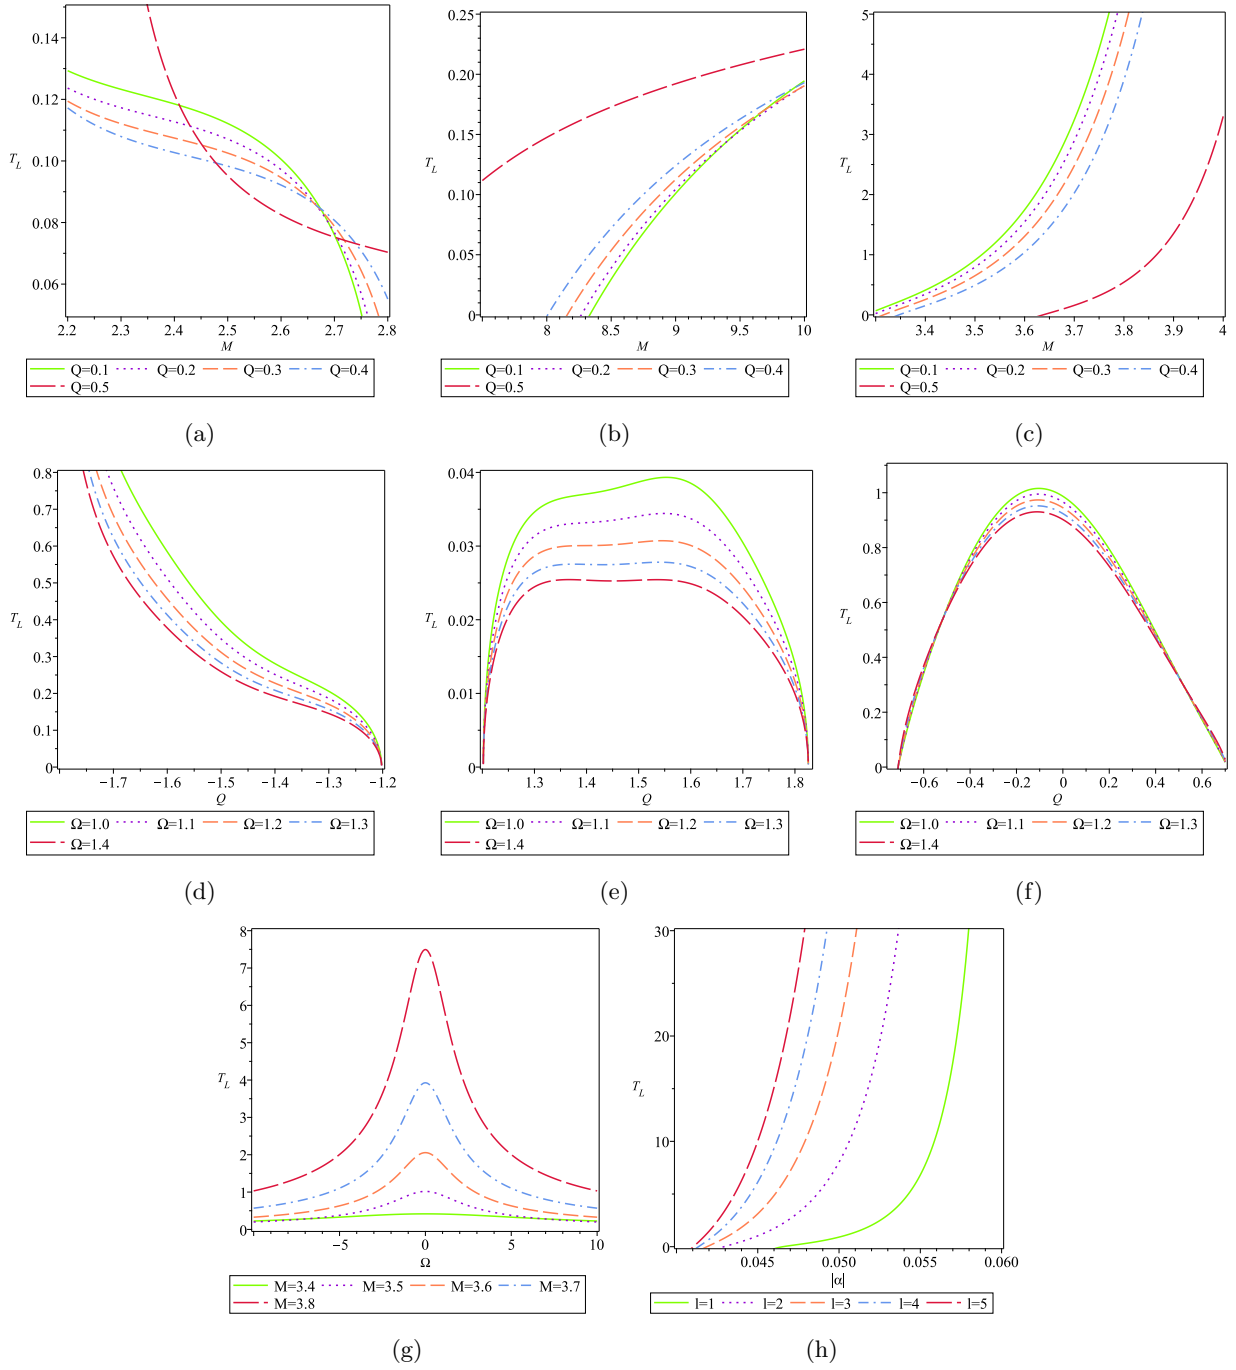 0.14
0.12
T_L 0.10
0.08
0.06
2.2 2.3 2.4 2.5 2.6 2.7 2.8
M
Q=0.1 Q=0.2 Q=0.3 Q=0.4
Q=0.5
(a)
0.25
0.20
0.15
T_L
0.10
0.05
0
8 8.5 9 9.5 10
M
Q=0.1 Q=0.2 Q=0.3 Q=0.4
Q=0.5
(b)
5
4
3
T_L
2
1
0
3.4 3.5 3.6 3.7 3.8 3.9 4
M
Q=0.1 Q=0.2 Q=0.3 Q=0.4
Q=0.5
(c)
0.8
0.7
0.6
0.5
T_L 0.4
0.3
0.2
0.1
0
−1.7 −1.6 −1.5 −1.4 −1.3 −1.2
Q
Ω=1.0 Ω=1.1 Ω=1.2 Ω=1.3
Ω=1.4
(d)
0.04
0.03
T_L 0.02
0.01
0
1.3 1.4 1.5 1.6 1.7 1.8
Q
Ω=1.0 Ω=1.1 Ω=1.2 Ω=1.3
Ω=1.4
(e)
1
0.8
T_L 0.6
0.4
0.2
0
−0.6 −0.4 −0.2 0 0.2 0.4 0.6
Q
Ω=1.0 Ω=1.1 Ω=1.2 Ω=1.3
Ω=1.4
(f)
8
7
6
5
T_L 4
3
2
1
0
−5 0 5 10
Ω
M=3.4 M=3.5 M=3.6 M=3.7
M=3.8
(g)
30
20
T_L
10
0
0.045 0.050 0.055 0.060
|α|
l=1 l=2 l=3 l=4 l=5
(h)